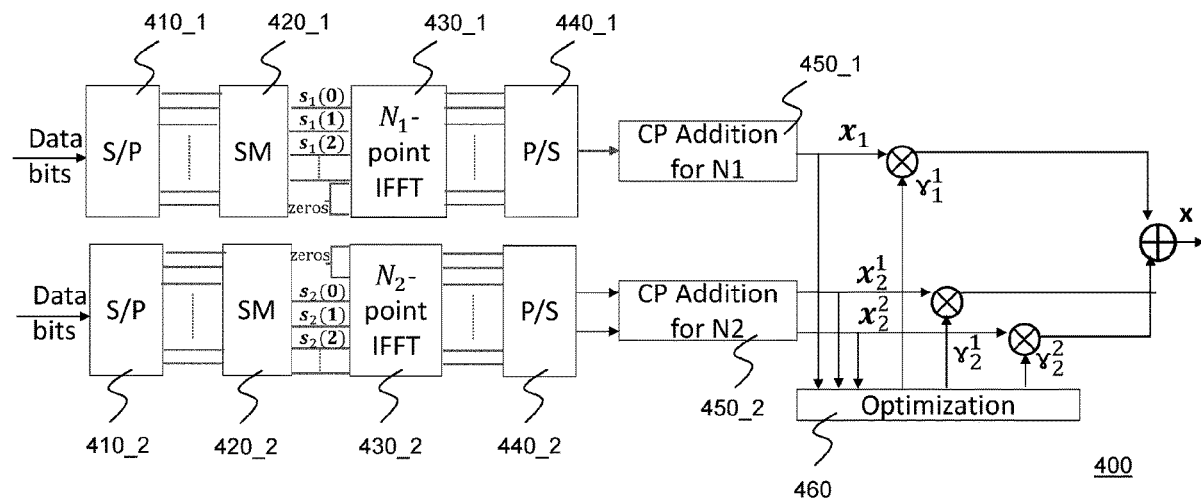 410_1
420_1
430_1
440_1
450_1
Data
bits
S/P
SM
s₁(0)
s₁(1)
s₁(2)
zeros
N₁-
point
IFFT
P/S
CP Addition
for N1
x₁
γ₁¹
x
Data
bits
S/P
SM
zeros
s₂(0)
s₂(1)
s₂(2)
N₂-
point
IFFT
P/S
CP Addition
for N2
x₂¹
x₂²
γ₂¹
γ₂²
Optimization
410_2
420_2
430_2
440_2
450_2
460
400